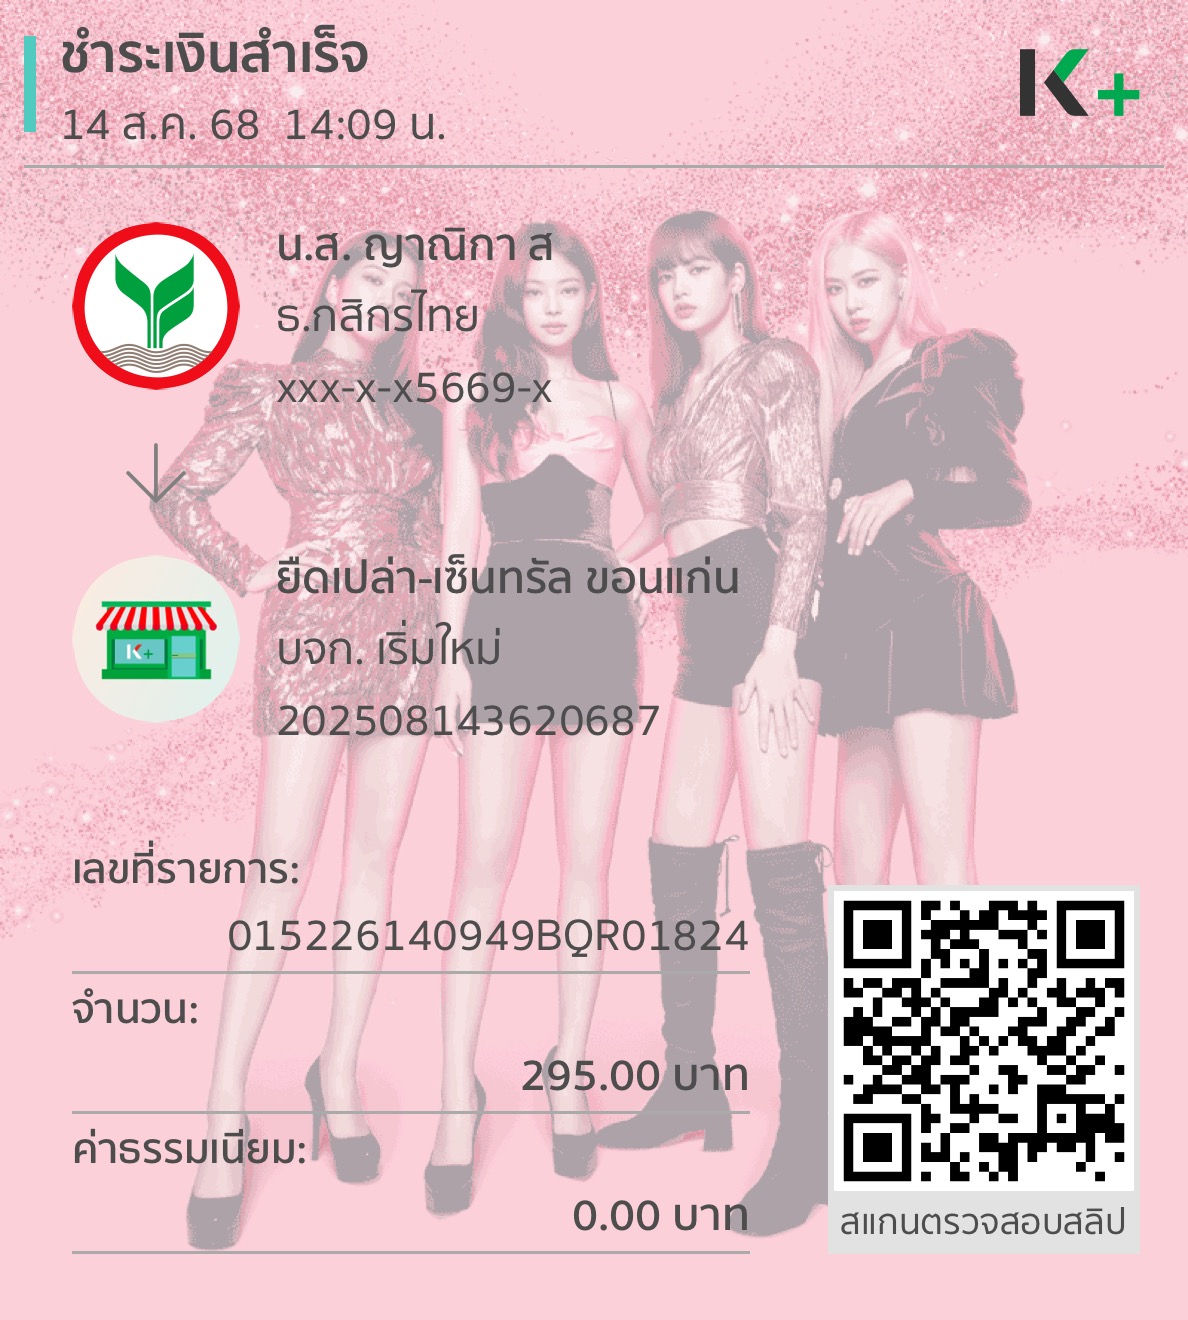 ชำระเงินสำเร็จ
14 ส.ค. 68 14:09 น.
K+
น.ส. ญาณิกา ส
ธ.กสิกรไทย
xxx-x-x5669-x
ยืดเปล่า-เซ็นทรัล ขอนแก่น
บจก. เริ่มใหม่
202508143620687
K+
เลขที่รายการ:
015226140949BQR01824
จำนวน:
295.00 บาท
ค่าธรรมเนียม:
0.00 บาท
สแกนตรวจสอบสลิป